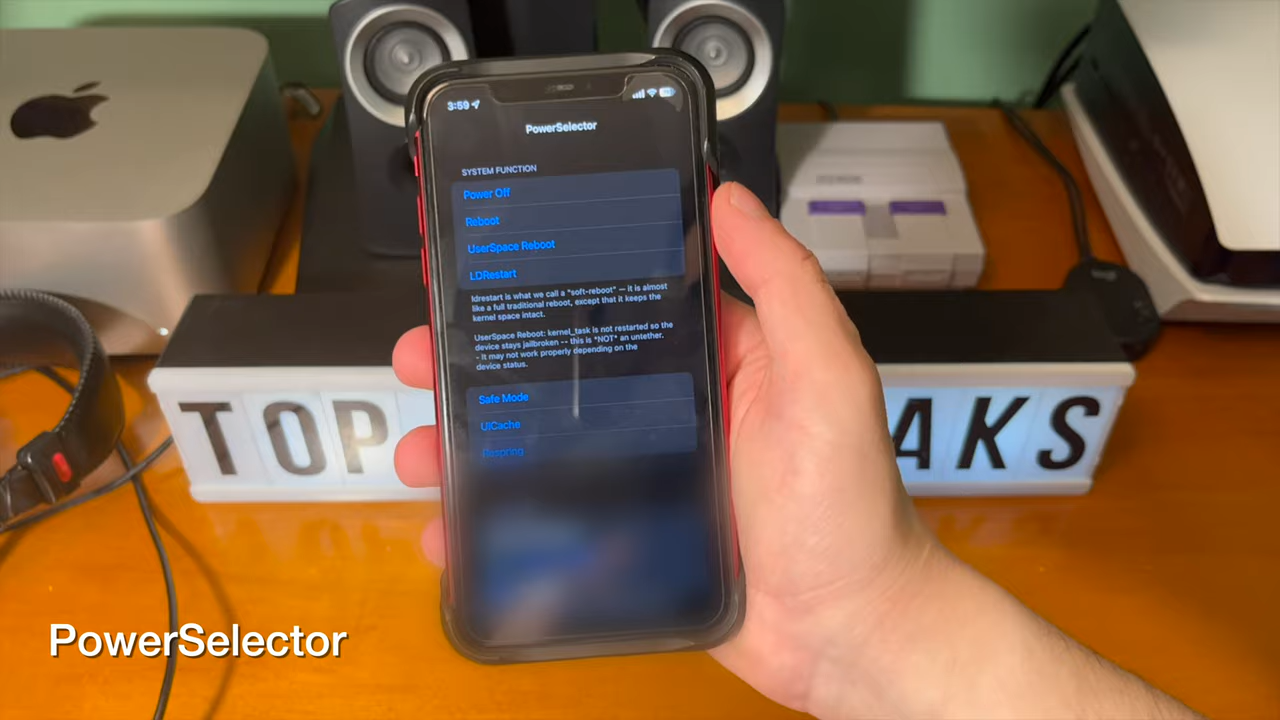 3:59
PowerSelector
SYSTEM FUNCTION
Power Off
Reboot
UserSpace Reboot
LDRestart
ldrestart is what we call a "soft-reboot" — it is almost
like a full traditional reboot, except that it keeps the
kernel space intact.
UserSpace Reboot: kernel_task is not restarted so the
device stays jailbroken -- this is *NOT* an untether.
- It may not work properly depending on the
device status.
Safe Mode
UiCache
Respring
TOP
AKS
PowerSelector